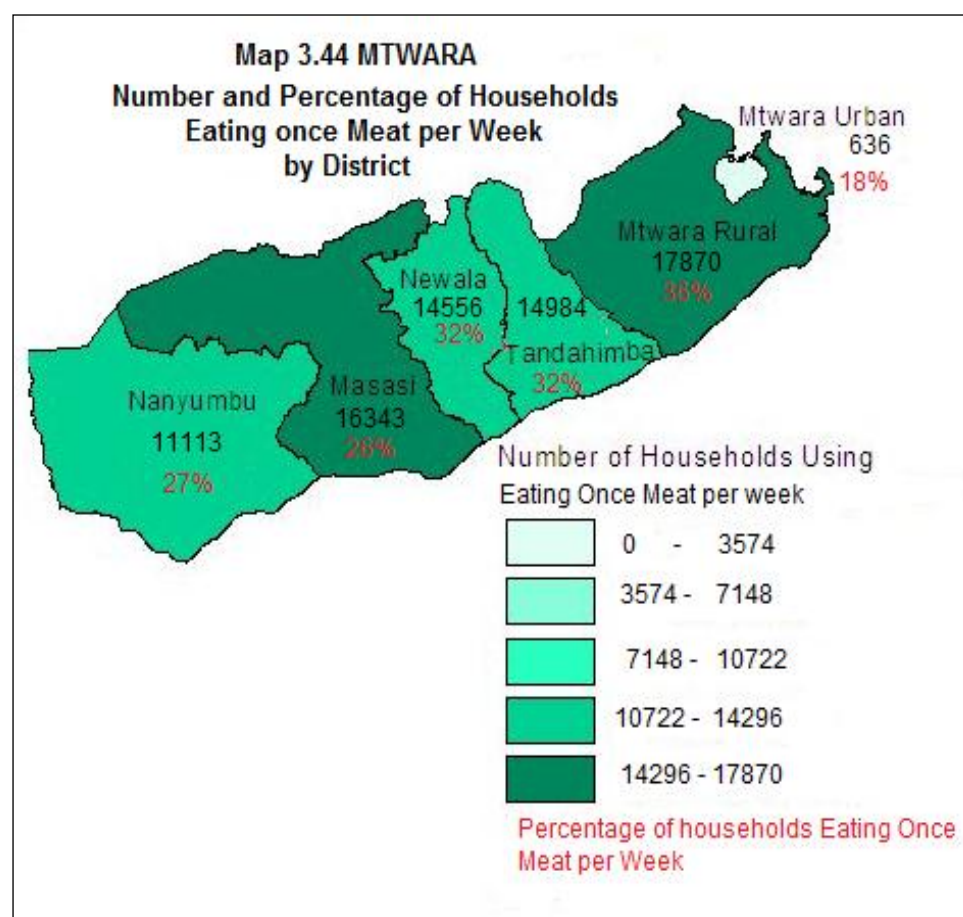 Map 3.44 MTWARA
Number and Percentage of Households
Eating once Meat per Week
by District
Mtwara Urban
636
18%
Mtwara Rural
17870
36%
Newala
14556
32%
14984
Tandahimba
32%
Masasi
16343
28%
Nanyumbu
11113
27%
Number of Households Using
Eating Once Meat per week
0 - 3574
3574 - 7148
7148 - 10722
10722 - 14296
14296 - 17870
Percentage of households Eating Once
Meat per Week